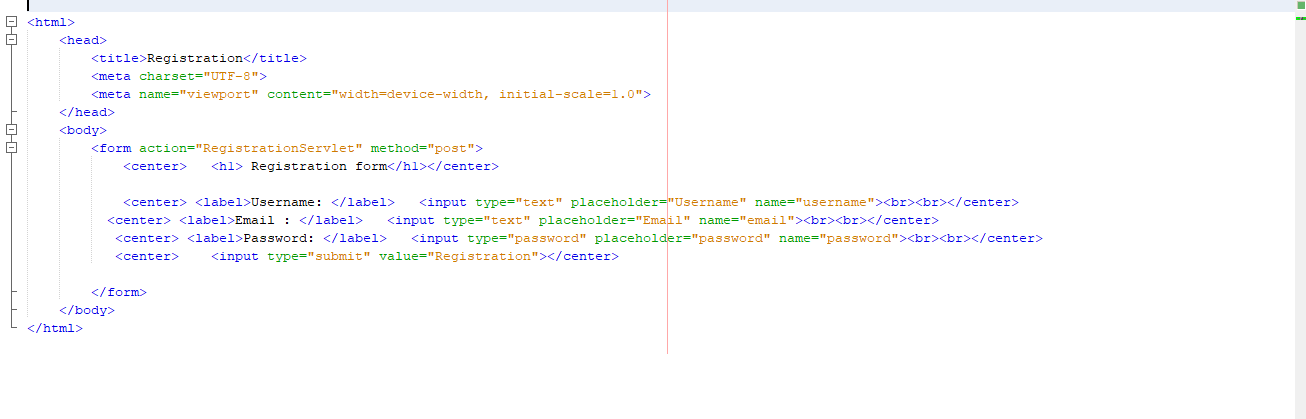 <html>
<head>
<title>Registration</title>
<meta charset="UTF-8">
<meta name="viewport" content="width=device-width, initial-scale=1.0">
</head>
<body>
<form action="RegistrationServlet" method="post">
<center>   <h1> Registration form</h1></center>
<center> <label>Username: </label>   <input type="text" placeholder="Username" name="username"><br><br></center>
<center> <label>Email : </label>   <input type="text" placeholder="Email" name="email"><br><br></center>
<center> <label>Password: </label>   <input type="password" placeholder="password" name="password"><br><br></center>
<center>    <input type="submit" value="Registration"></center>
</form>
</body>
</html>